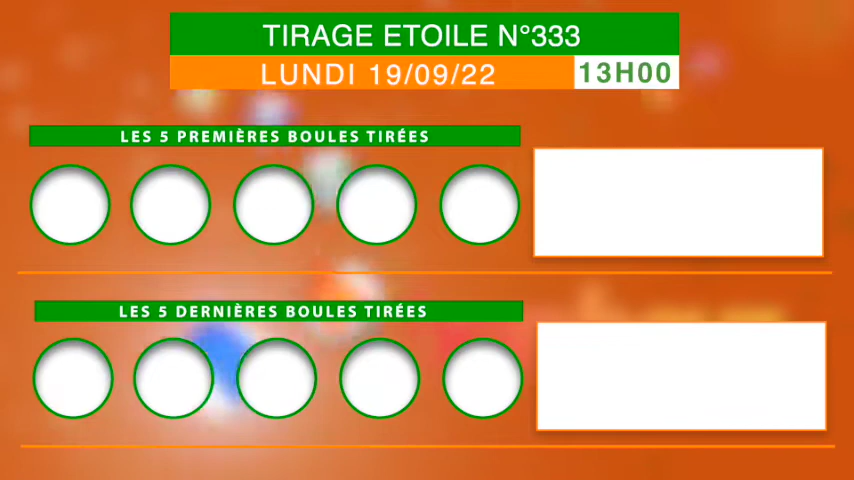 TIRAGE ETOILE N°333
LUNDI 19/09/22
13H00
LES 5 PREMIÈRES BOULES TIRÉES
LES 5 DERNIÈRES BOULES TIRÉES